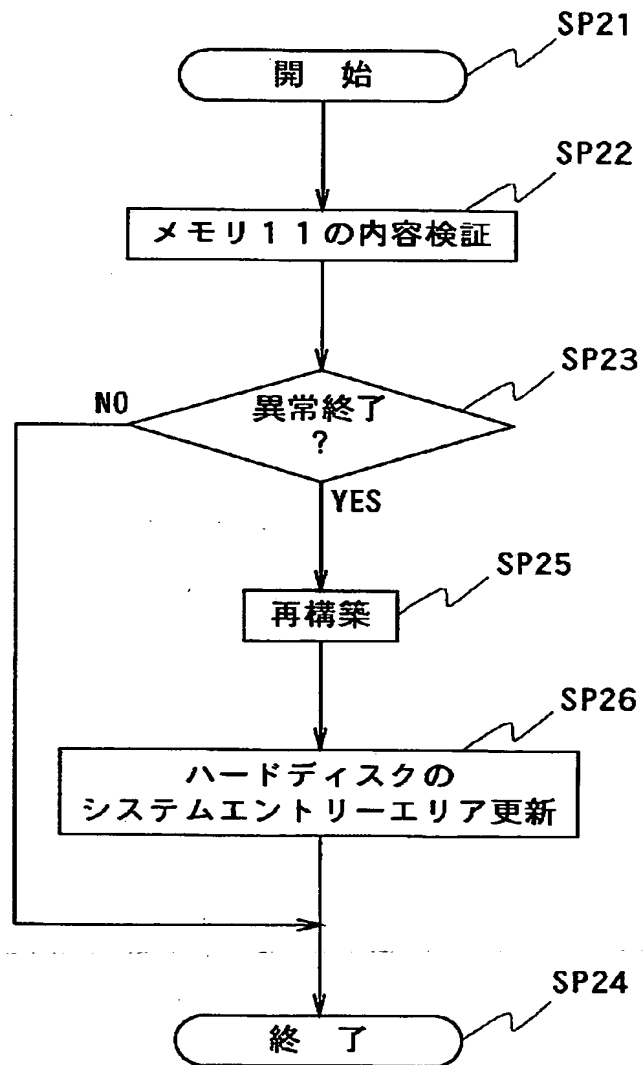 SP21
開 始
SP22
メモリ11の内容検証
SP23
NO
異常終了
?
YES
SP25
再構築
SP26
ハードディスクの
システムエントリーエリア更新
SP24
終 了